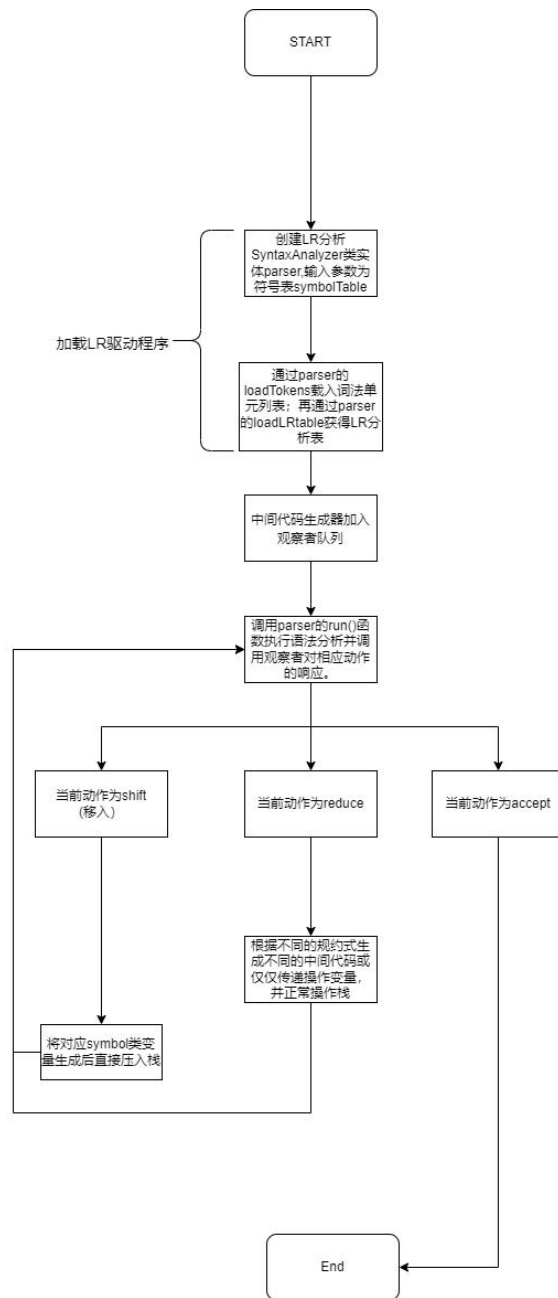 START
创建LR分析
SyntaxAnalyzer类实
体parser,输入参数为
符号表symbolTable
加载LR驱动程序
通过parser的
loadTokens载入词法单
元列表；再通过parser
的loadLRtable获得LR分
析表
中间代码生成器加入
观察者队列
调用parser的run()函
数执行语法分析并调
用观察者对相应动作
的响应。
当前动作为shift
(移入）
当前动作为reduce
当前动作为accept
根据不同的规约式生
成不同的中间代码或
仅仅传递操作变量，
并正常操作栈
将对应symbol类变
量生成后直接压入栈
End